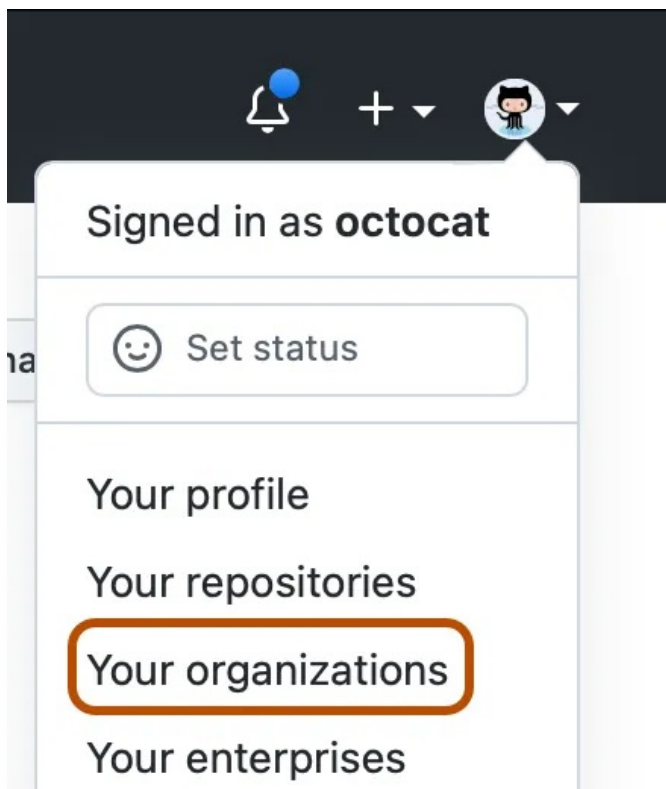 Signed in as octocat
Set status
Your profile
Your repositories
Your organizations
Your enterprises